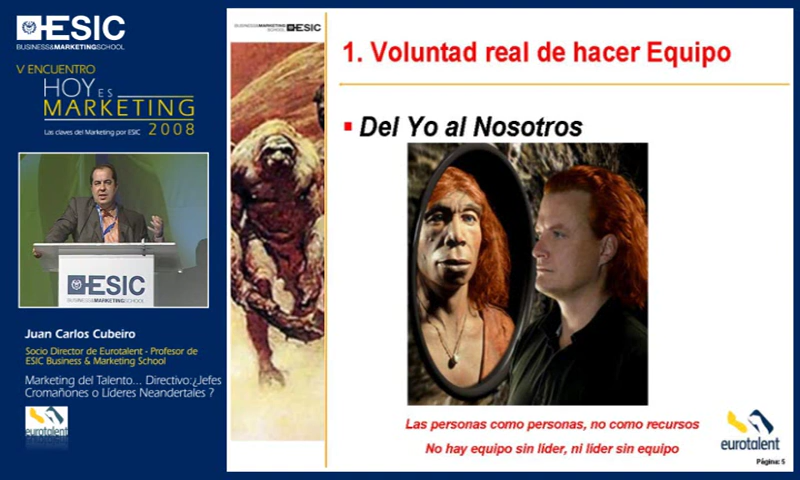 ESIC
BUSINESS&MARKETINGSCHOOL
V ENCUENTRO
HOY ES
MARKETING
Las claves del Marketing por ESIC 2008
ESIC
BUSINESS&MARKETINGSCHOOL
Juan Carlos Cubeiro
Socio Director de Eurotalent - Profesor de
ESIC Business & Marketing School
Marketing del Talento... Directivo:¿Jefes
Cromañones o Líderes Neandertales ?
eurotalent
BUSINESS&MARKETINGSCHOOL ESIC
1. Voluntad real de hacer Equipo
▪ Del Yo al Nosotros
Las personas como personas, no como recursos
No hay equipo sin líder, ni líder sin equipo
eurotalent
Página: 5